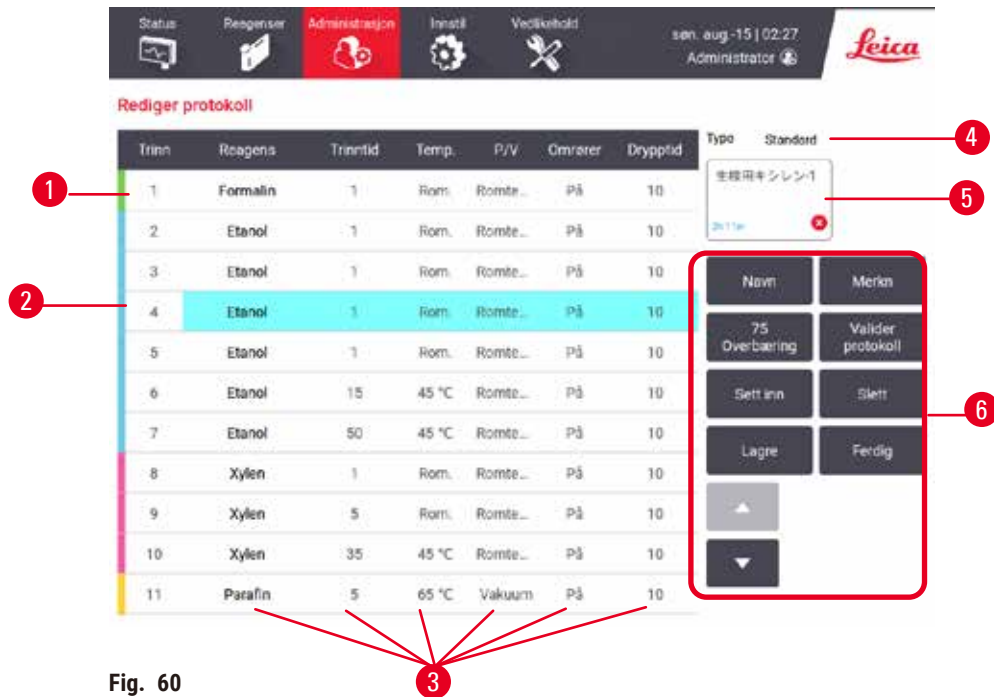 Status Reagenser Administrasjon Innstil Vedlikehold
søn. aug.-15 | 02:27
Administrator
Leica
Rediger protokoll
Trinn Reagens Trinntid Temp. P/V Omrører Drypptid
1 Formalin 1 Rom. Romte... På 10
2 Etanol 1 Rom. Romte... På 10
3 Etanol 1 Rom. Romte... På 10
4 Etanol 1 Rom. Romte... På 10
5 Etanol 1 Rom. Romte... På 10
6 Etanol 15 45 °C Romte... På 10
7 Etanol 50 45 °C Romte... På 10
8 Xylen 1 Rom. Romte... På 10
9 Xylen 5 Rom. Romte... På 10
10 Xylen 35 45 °C Romte... På 10
11 Parafin 5 65 °C Vakuum På 10
Type Standard
生検用キシレン-1
Navn
Merkn
75
Overbæring
Valider
protokoll
Sett inn
Slett
Lagre
Ferdig
1
2
3
4
5
6
Fig. 60